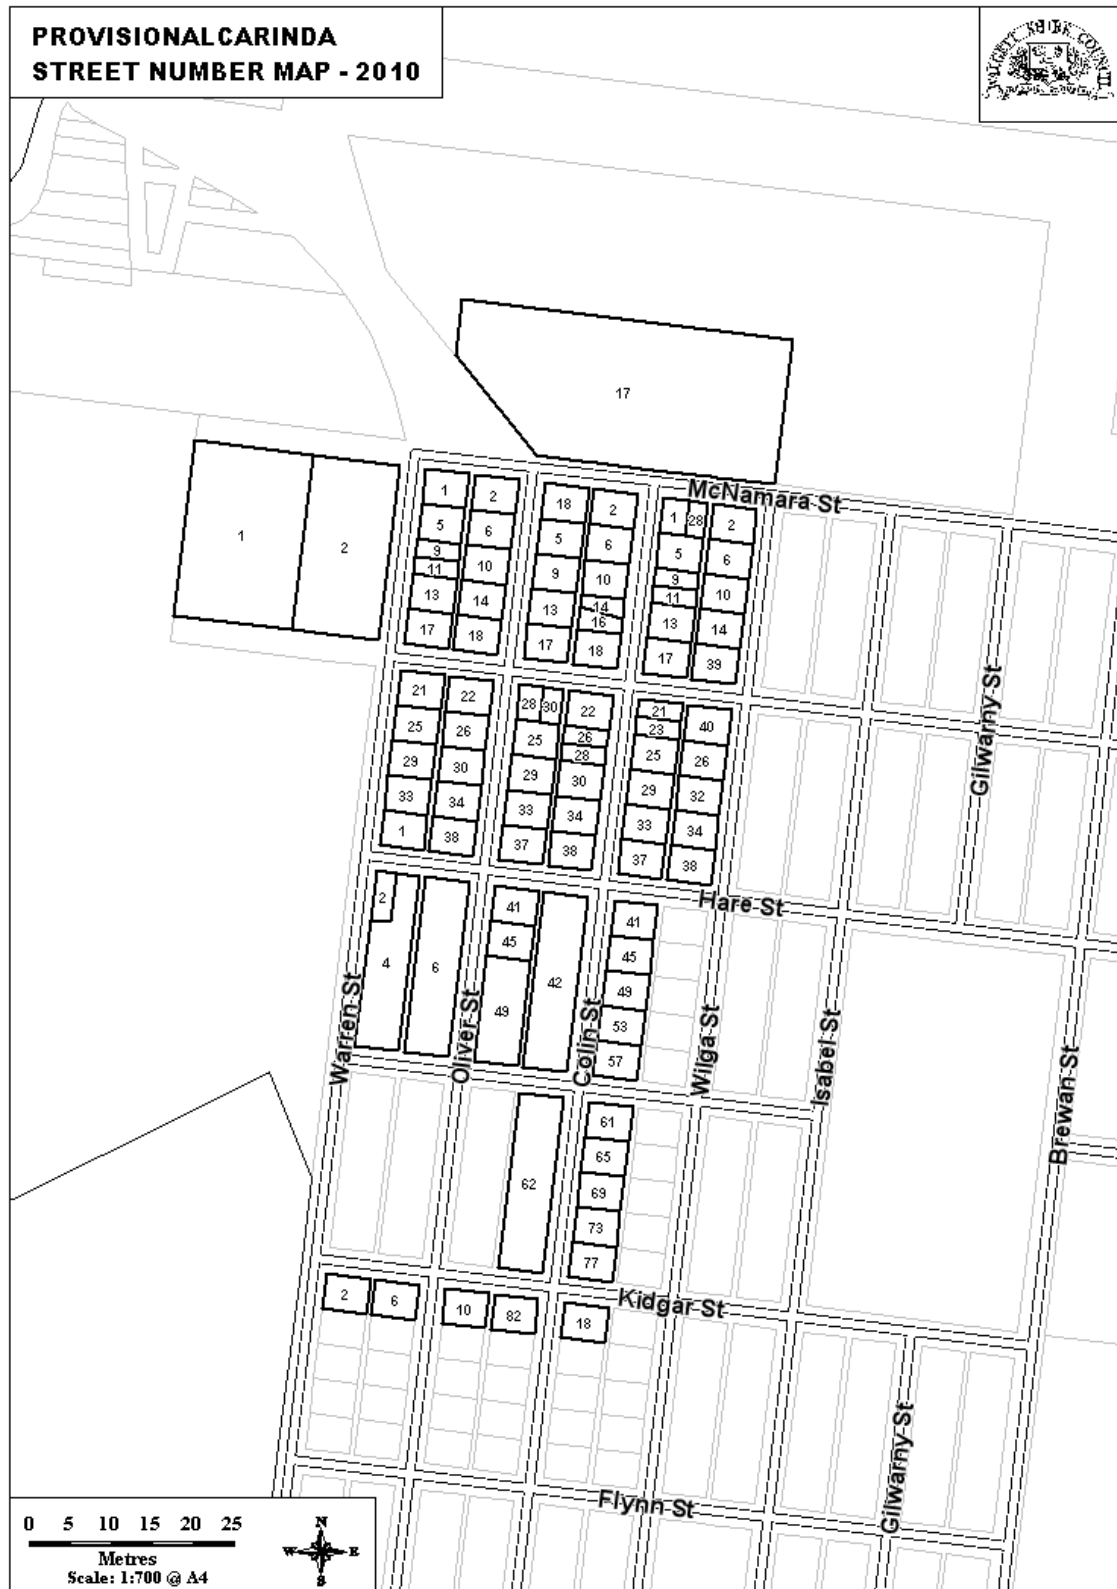 PROVISIONAL CARINDA
STREET NUMBER MAP - 2010
WALGETT SHIRE COUNCIL
17
1
2
McNamara St
1 2 18 2 1 28 2
5 6 5 6 5 6
9 11 10 9 10 9 11 10
13 14 13 14 16 13 14
17 18 17 18 17 39
21 22 28 30 22 21 23 40
25 26 25 26 28 25 26
29 30 29 30 29 32
33 34 33 34 33 34
1 38 37 38 37 38
Gilwarny St
Hare St
2 4 6 41 45 49 42 41 45 49 53 57
Warren St
Oliver St
Colin St
Wilga St
Isabel St
Brewan St
62
61
65
69
73
77
Kidgar St
2 6 10 82 18
Gilwarny St
Flynn St
0 5 10 15 20 25
Metres
Scale: 1:700 @ A4
N
W E
S